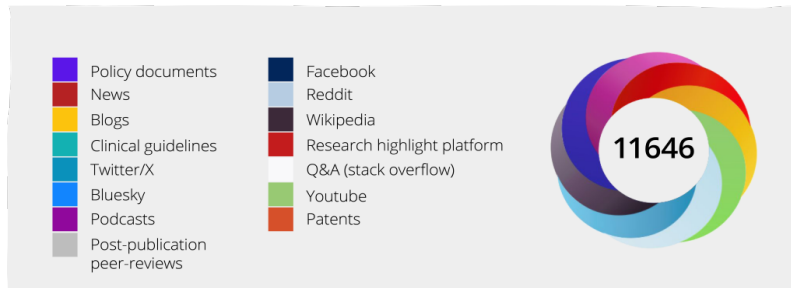 Policy documents
News
Blogs
Clinical guidelines
Twitter/X
Bluesky
Podcasts
Post-publication
peer-reviews
Facebook
Reddit
Wikipedia
Research highlight platform
Q&A (stack overflow)
Youtube
Patents
11646